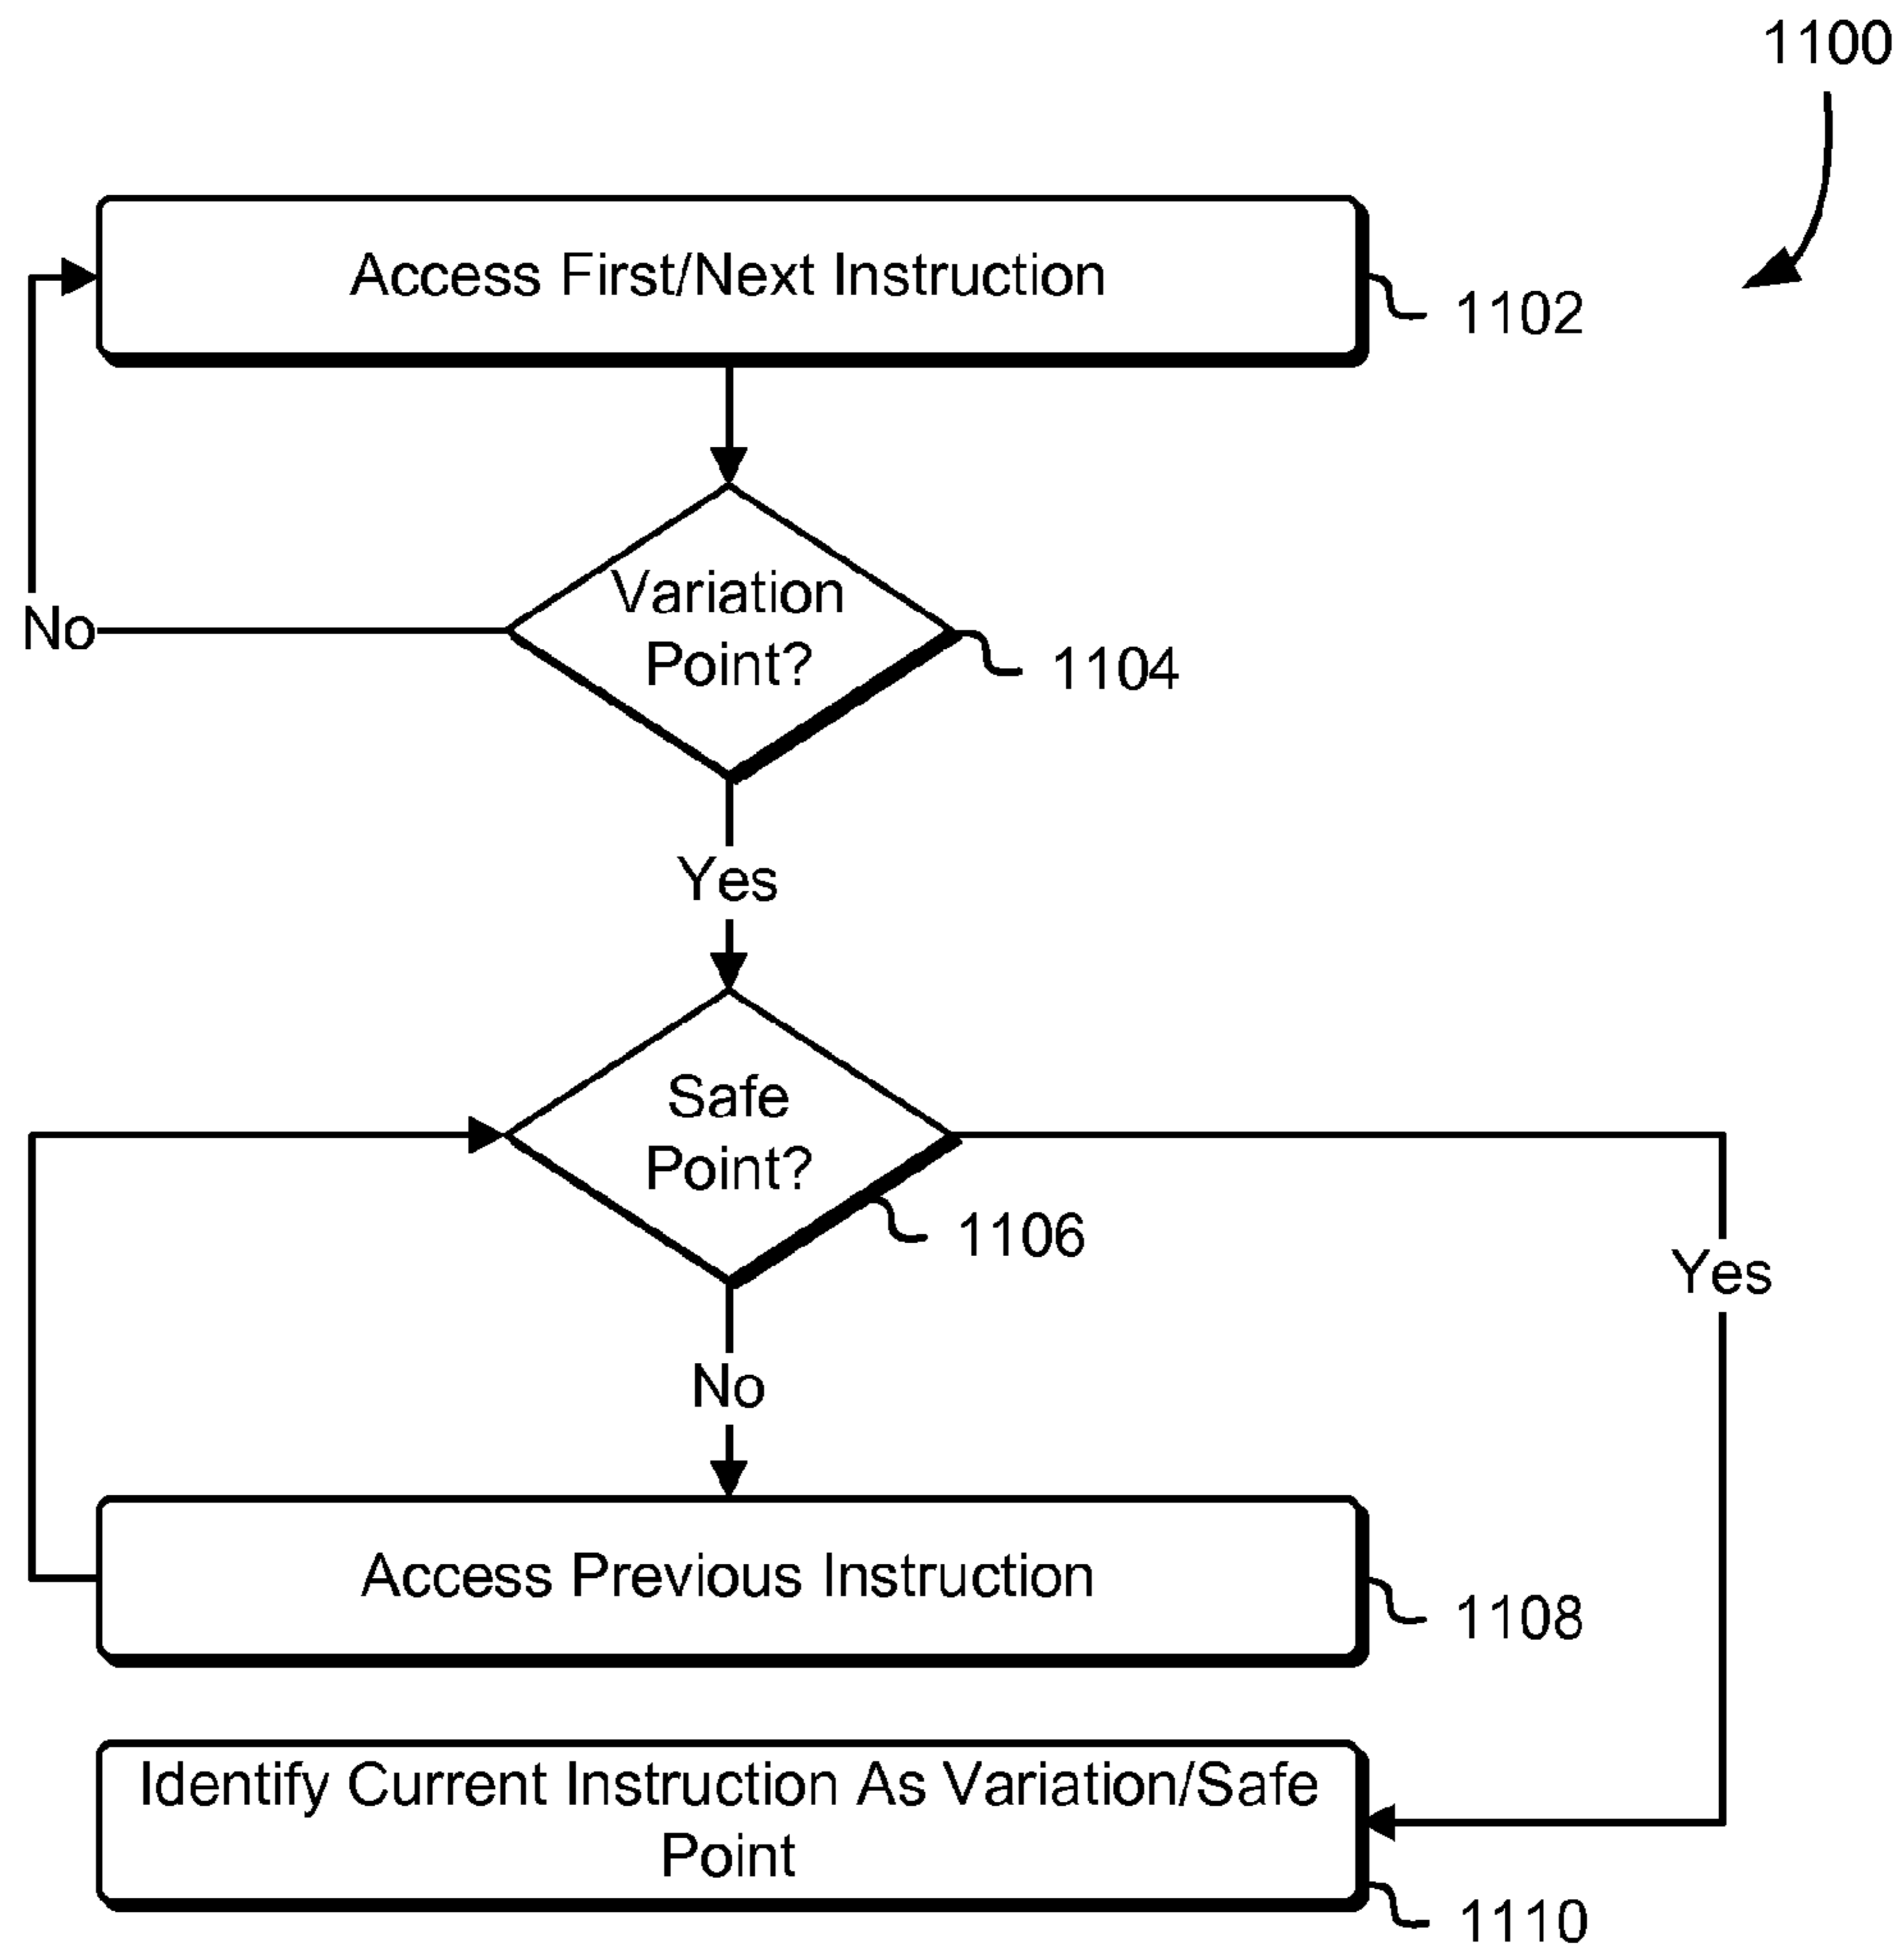 1100
Access First/Next Instruction
1102
Variation
Point?
No
1104
Yes
Safe
Point?
1106
Yes
No
Access Previous Instruction
1108
Identify Current Instruction As Variation/Safe
Point
1110